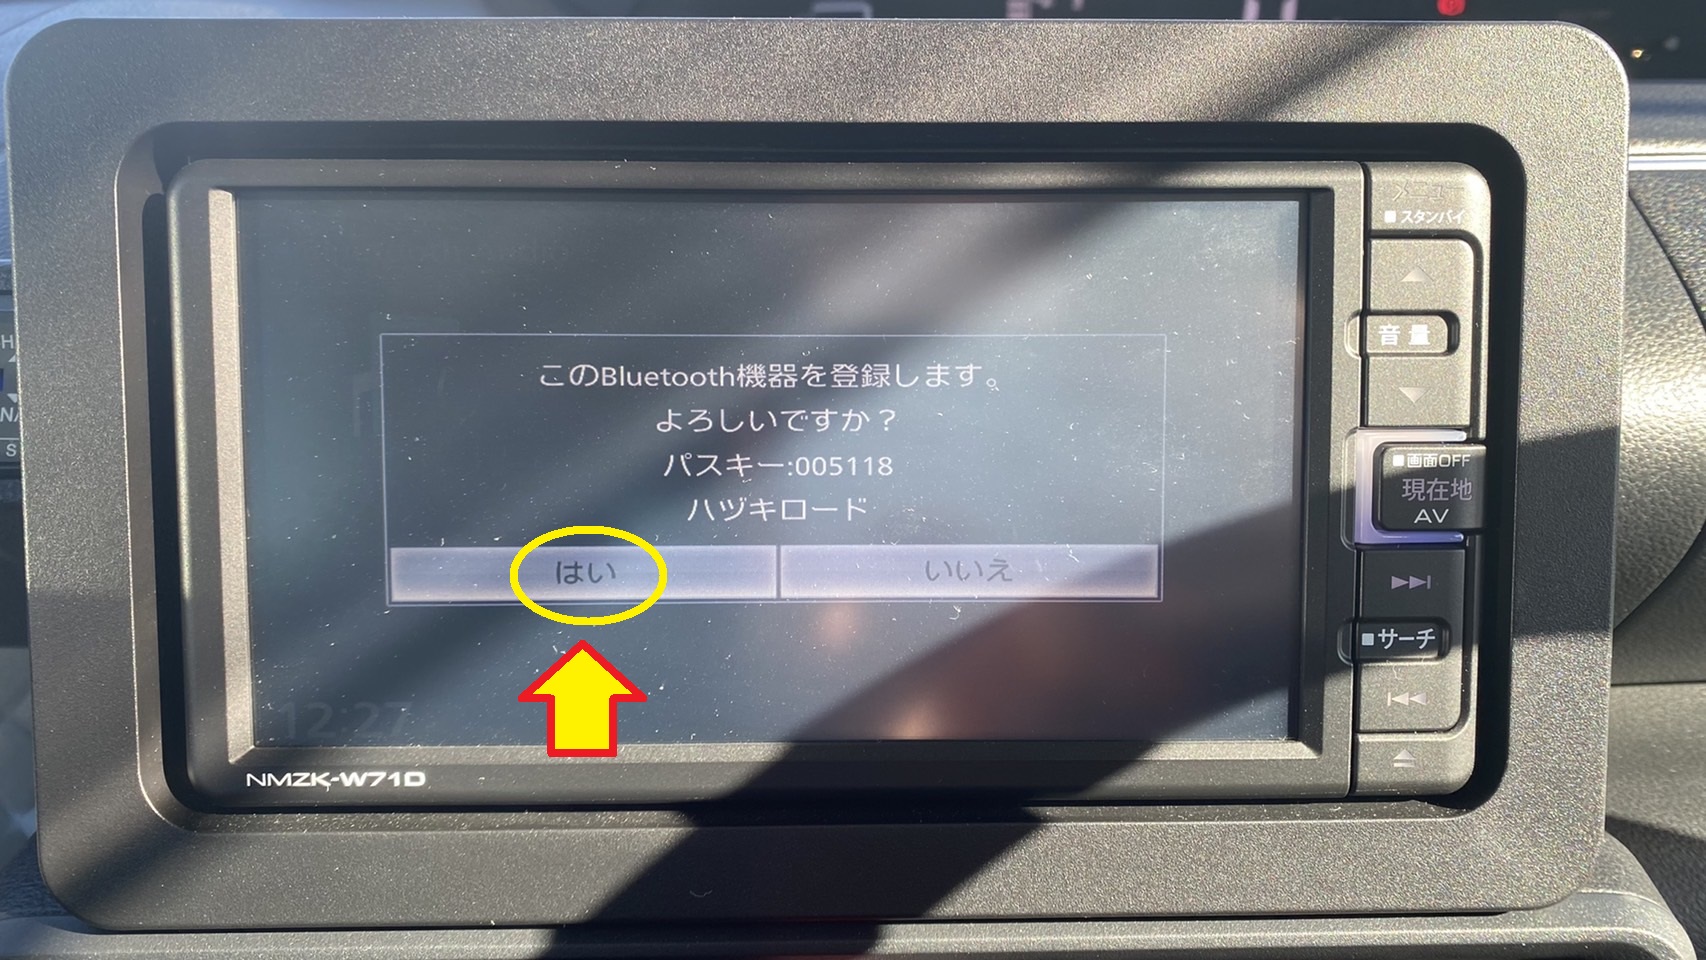 このBluetooth機器を登録します。
よろしいですか？
パスキー:005118
ハヅキロード
はい
いいえ
12:27
NMZK-W71D
メニュー
■スタンバイ
音量
■画面OFF
現在地
AV
■サーチ